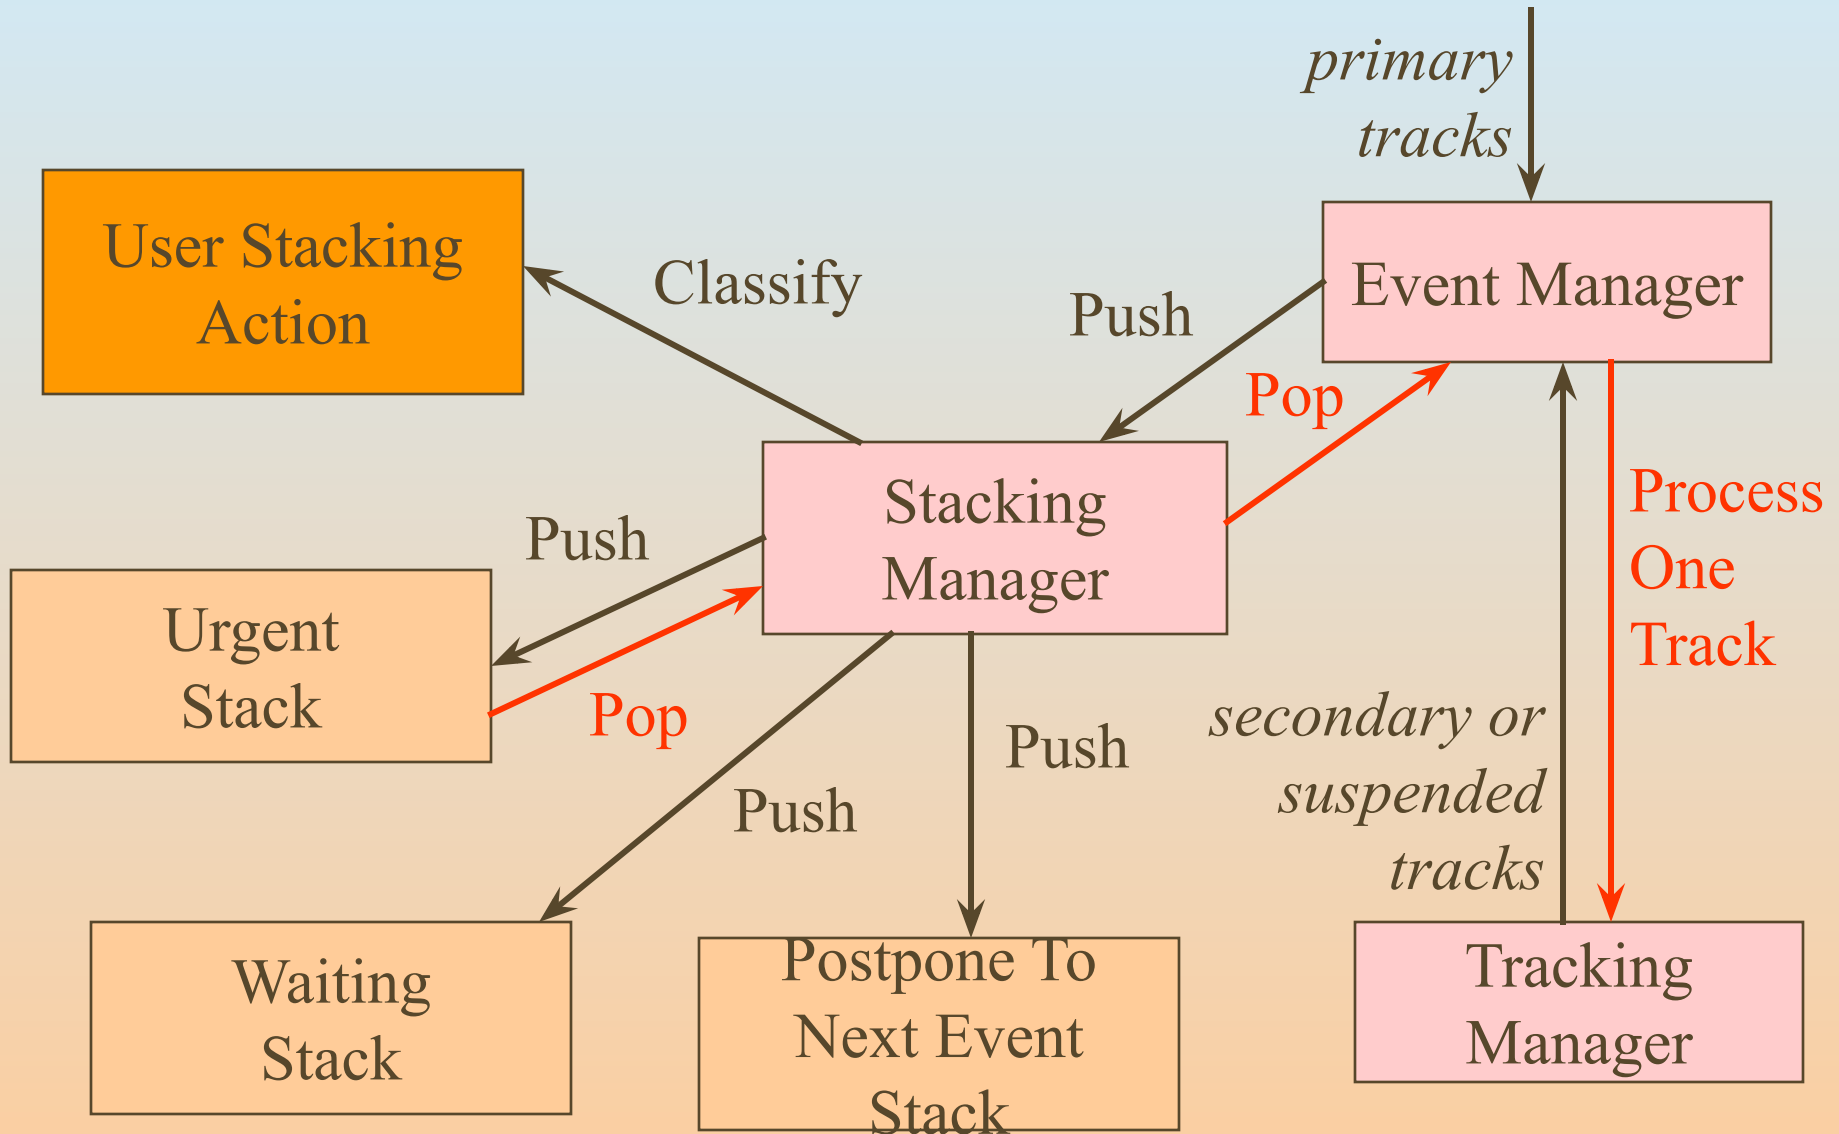 primary
tracks
User Stacking
Action
Classify
Push
Event Manager
Pop
Stacking
Manager
Process
One
Track
Push
Urgent
Stack
Pop
Push
Push
secondary or
suspended
tracks
Waiting
Stack
Postpone To
Next Event
Stack
Tracking
Manager